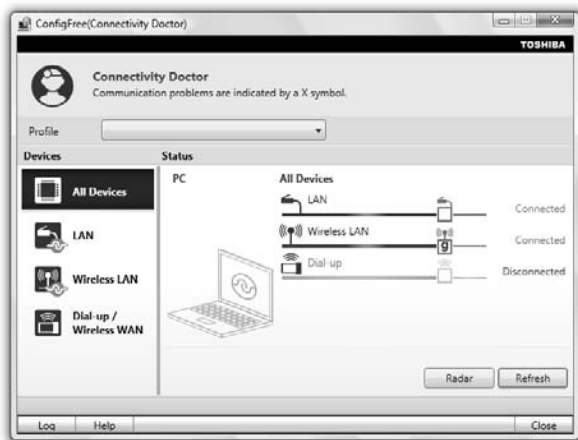 ConfigFree(Connectivity Doctor)
TOSHIBA
Connectivity Doctor
Communication problems are indicated by a X symbol.
Profile
Devices
Status
All Devices
LAN
Wireless LAN
Dial-up /
Wireless WAN
PC
All Devices
LAN
Connected
Wireless LAN
g
Connected
Dial-up
Disconnected
Radar
Refresh
Log
Help
Close